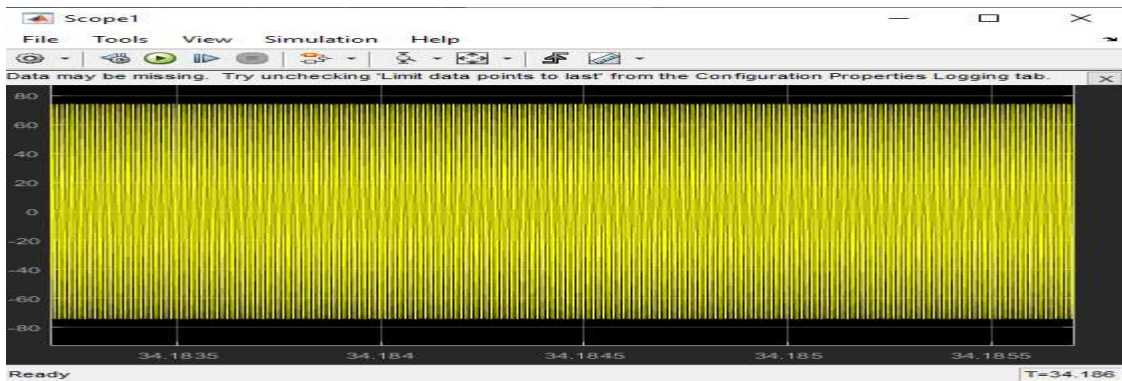 Scope1
File Tools View Simulation Help
Data may be missing. Try unchecking 'Limit data points to last' from the Configuration Properties Logging tab.
80
60
40
20
0
-20
-40
-60
-80
34.1835 34.184 34.1845 34.185 34.1855
Ready T=34.186